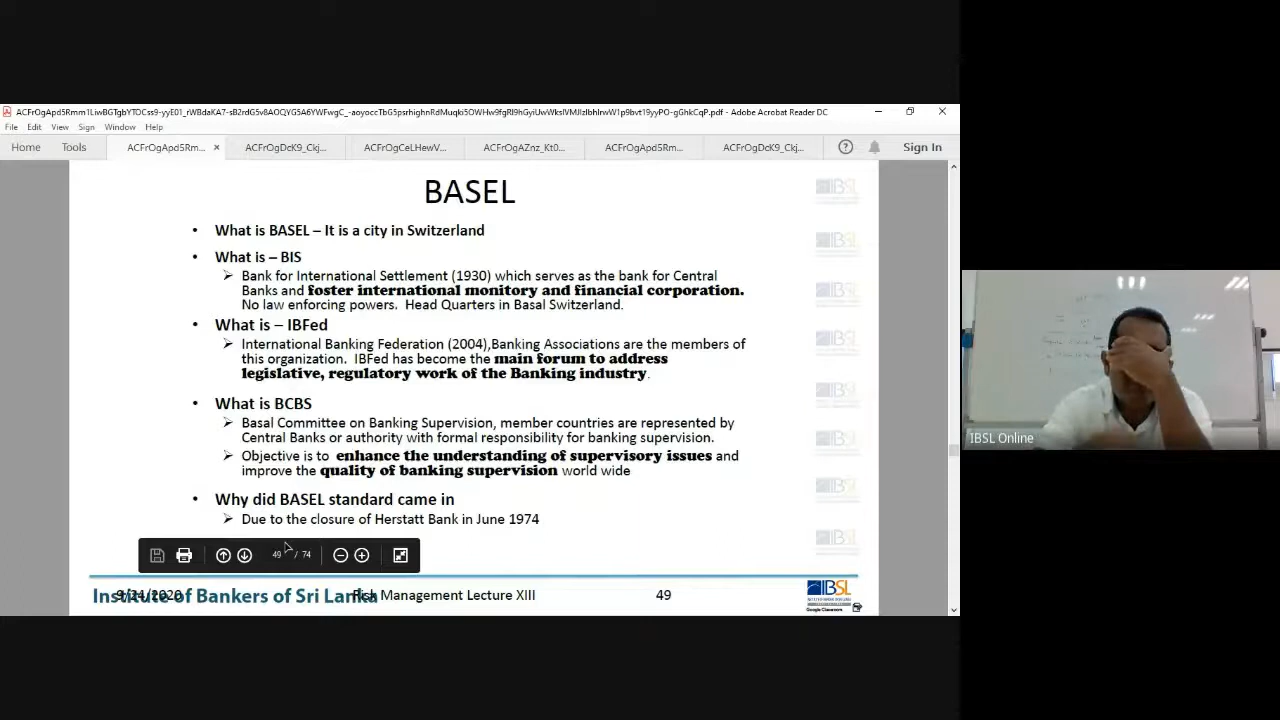 ACFrOgApd5Rmm1LiwBGTgbYTDCss9-yyE01_rWBdaKA7-sB2rdG5v8AOQYG5A6YWFwgC_-aoyoccTbG5psrhighnRdMuqki5OWHw9fgRl9hGyiUwWkslVMJIzlbhlnwW1p9bvt19yyPO-gGhkCqP.pdf - Adobe Acrobat Reader DC
File Edit View Sign Window Help
Home Tools ACFrOgApd5Rm... × ACFrOgDcK9_Ckj... ACFrOgCeLHewV... ACFrOgAZnz_Kt0... ACFrOgApd5Rm... ACFrOgDcK9_Ckj... Sign In
BASEL
• What is BASEL – It is a city in Switzerland
• What is – BIS
➢ Bank for International Settlement (1930) which serves as the bank for Central
Banks and foster international monitory and financial corporation.
No law enforcing powers. Head Quarters in Basal Switzerland.
• What is – IBFed
➢ International Banking Federation (2004),Banking Associations are the members of
this organization. IBFed has become the main forum to address
legislative, regulatory work of the Banking industry.
• What is BCBS
➢ Basal Committee on Banking Supervision, member countries are represented by
Central Banks or authority with formal responsibility for banking supervision.
➢ Objective is to enhance the understanding of supervisory issues and
improve the quality of banking supervision world wide
• Why did BASEL standard came in
➢ Due to the closure of Herstatt Bank in June 1974
49 / 74
Institute of Bankers of Sri Lanka
9/24/2020
Risk Management Lecture XIII
49
IBSL
Google Classroom
IBSL Online